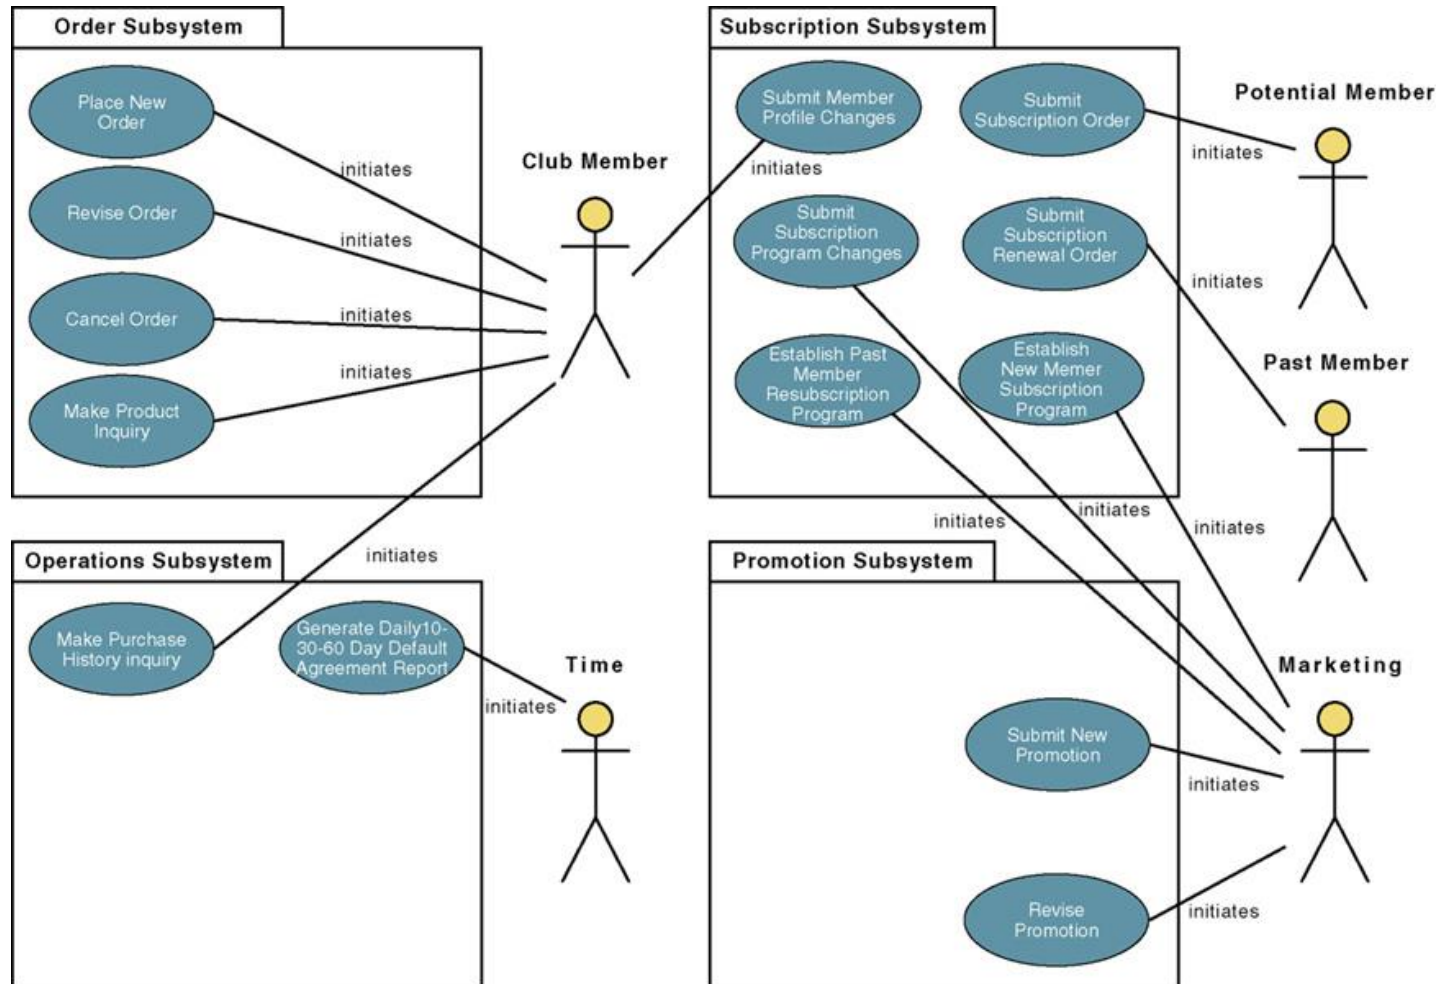 Order Subsystem
Place New
Order
initiates
Revise Order
initiates
Cancel Order
initiates
Make Product
Inquiry
initiates
Club Member
Subscription Subsystem
Submit Member
Profile Changes
initiates
Submit
Subscription Order
initiates
Potential Member
Submit
Subscription
Program Changes
Submit
Subscription
Renewal Order
initiates
Past Member
Establish Past
Member
Resubscription
Program
Establish
New Memer
Subscription
Program
initiates
initiates
initiates
Operations Subsystem
initiates
Make Purchase
History inquiry
Generate Daily10-
30-60 Day Default
Agreement Report
initiates
Time
Promotion Subsystem
Marketing
Submit New
Promotion
initiates
Revise
Promotion
initiates